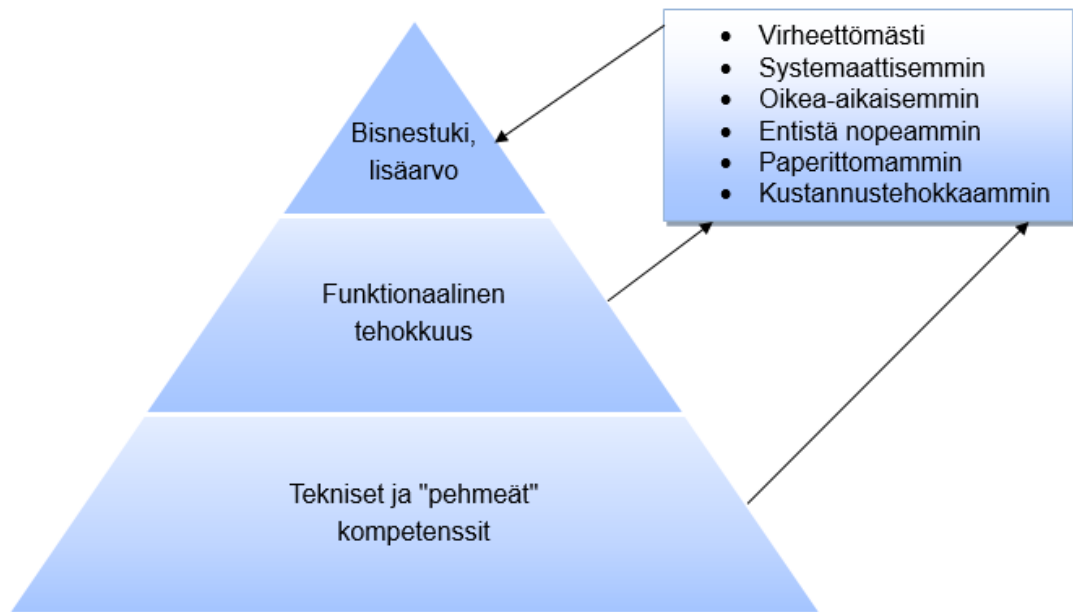 Bisnestuki,
lisäarvo
Funktionaalinen
tehokkuus
Tekniset ja "pehmeät"
kompetenssit
• Virheettömästi
• Systemaattisemmin
• Oikea-aikaisemmin
• Entistä nopeammin
• Paperittomammin
• Kustannustehokkaammin